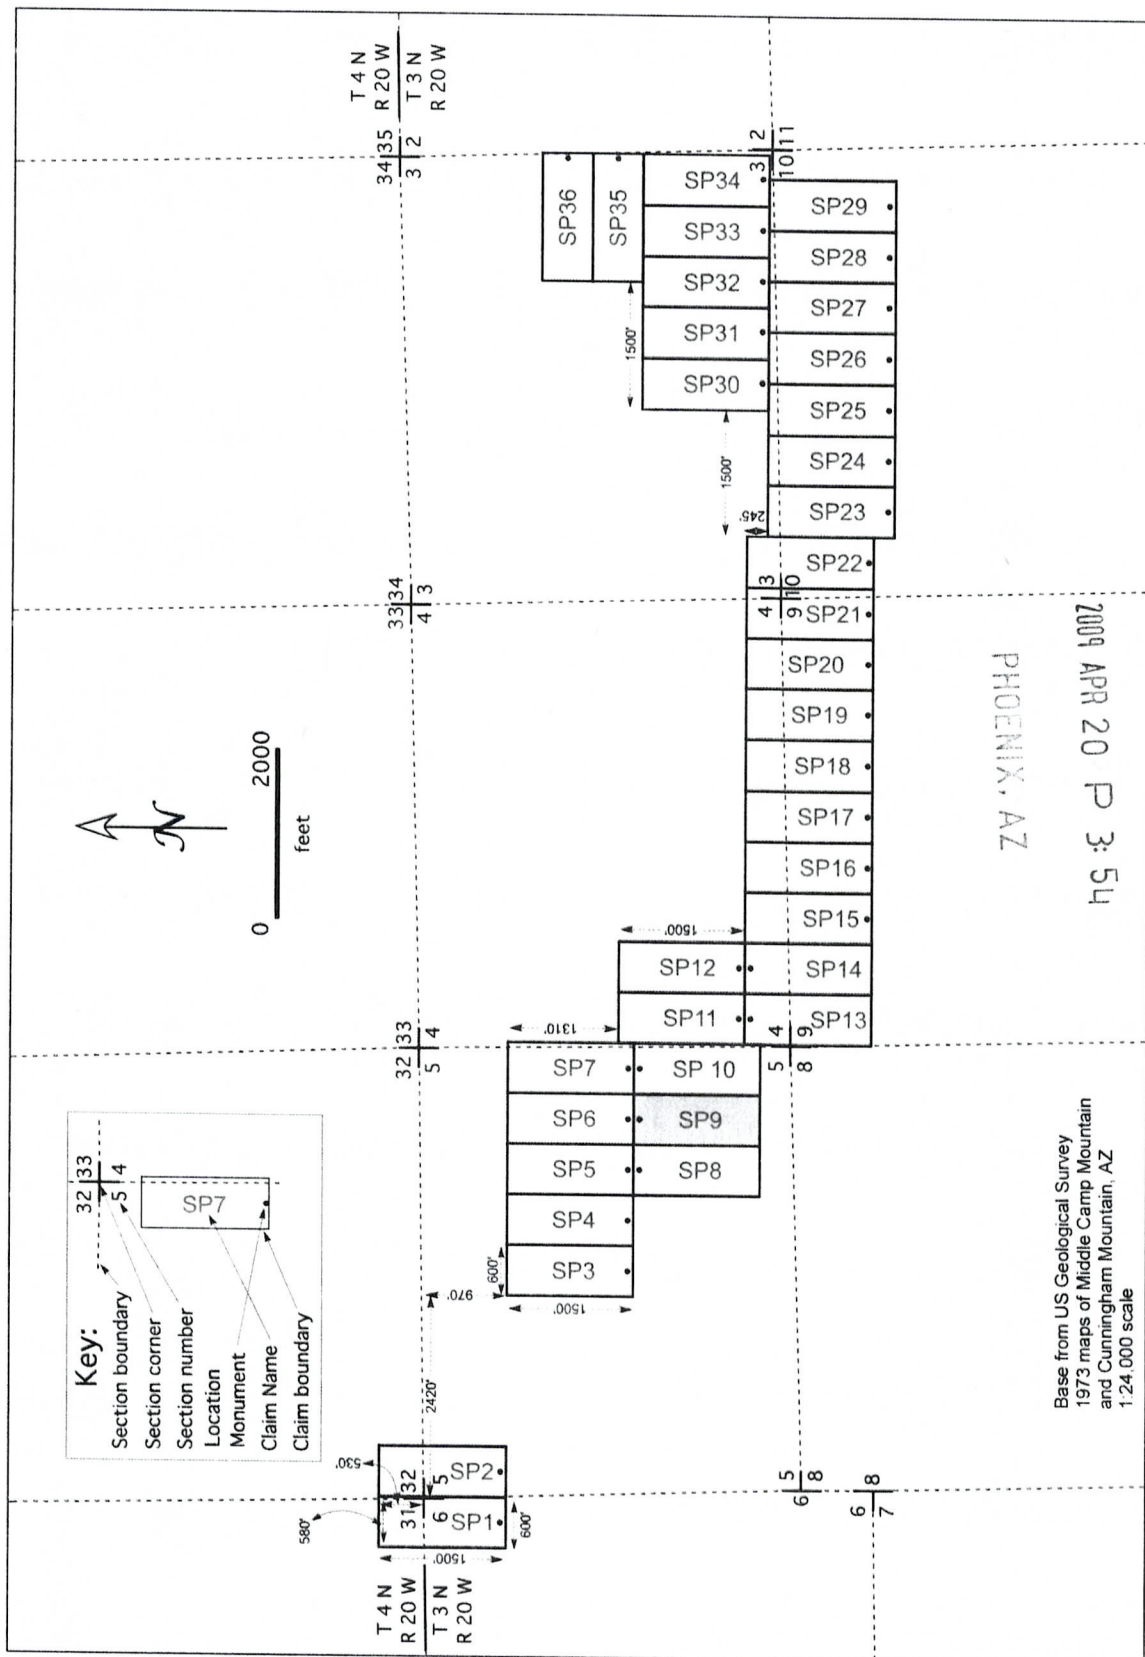 T 4 N
R 20 W
T 3 N
R 20 W
34 35
3 2
33 34
4 3
32 33
5 4
31 32
6 5
T 4 N
R 20 W
T 3 N
R 20 W
N
0 2000
feet
Key:
Section boundary
Section corner
Section number
Location
Monument
Claim Name
Claim boundary
32 33
5 4
SP7
580'
530'
1500'
600'
2420'
970'
SP1
SP2
1500'
600'
SP3
SP4
SP5
SP6
SP7
1310'
SP8
SP9
SP 10
SP11
SP12
1500'
SP13
SP14
SP15
SP16
SP17
SP18
SP19
SP20
SP21
SP22
245'
1500'
SP23
SP24
SP25
SP26
SP27
SP28
SP29
SP30
SP31
SP32
SP33
SP34
1500'
SP35
SP36
3 2
10 11
4 3
9 10
5 4
8 9
5
6 8
6 8
7
Base from US Geological Survey
1973 maps of Middle Camp Mountain
and Cunningham Mountain, AZ
1:24,000 scale
PHOENIX, AZ
2009 APR 20 P 3:54